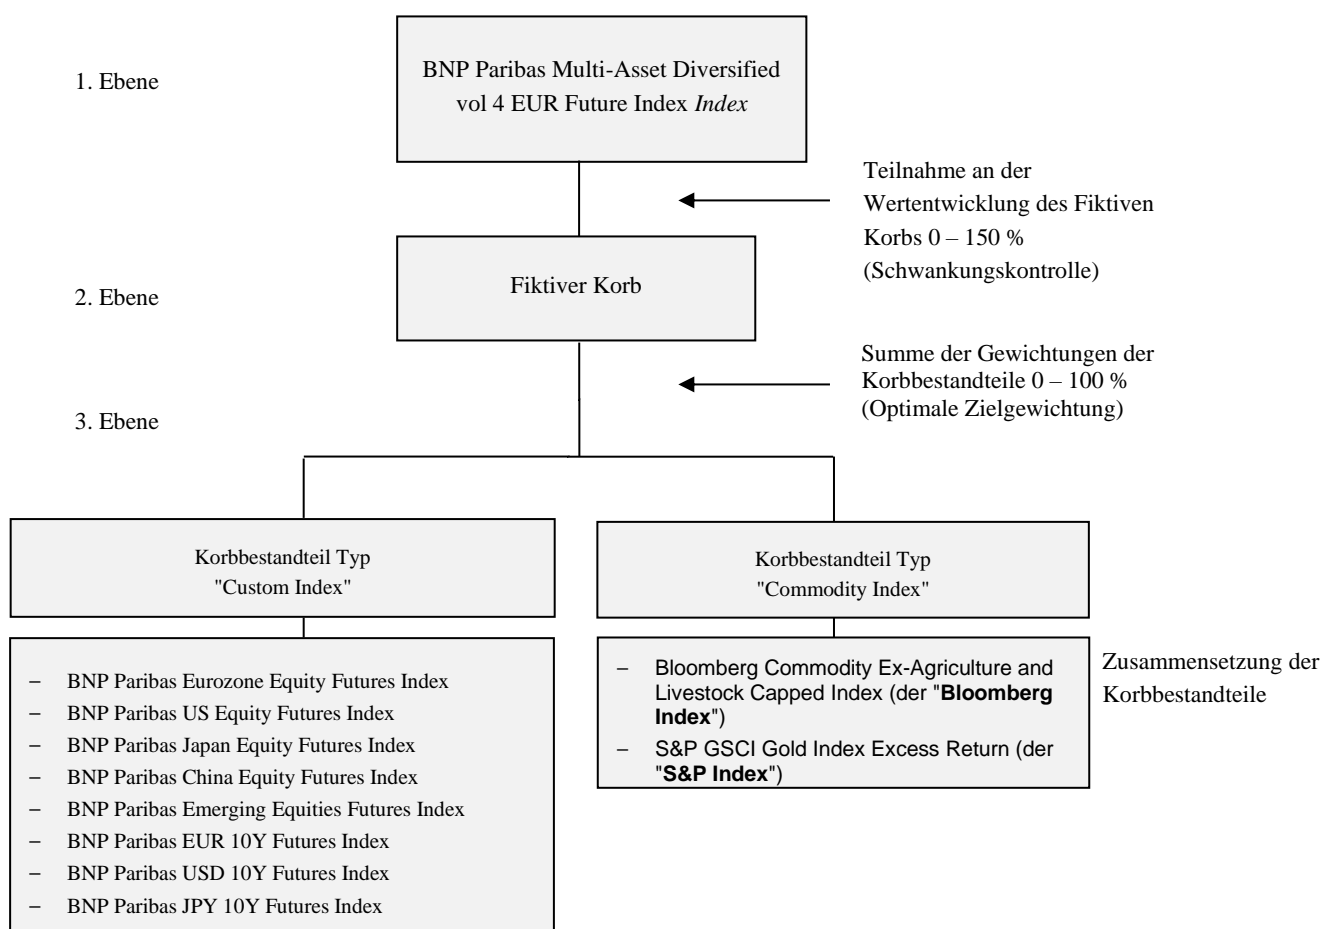 1. Ebene
BNP Paribas Multi-Asset Diversified
vol 4 EUR Future Index Index
Teilnahme an der
Wertentwicklung des Fiktiven
Korbs 0 – 150 %
(Schwankungskontrolle)
2. Ebene
Fiktiver Korb
Summe der Gewichtungen der
Korbbestandteile 0 – 100 %
(Optimale Zielgewichtung)
3. Ebene
Korbbestandteil Typ
"Custom Index"
Korbbestandteil Typ
"Commodity Index"
– BNP Paribas Eurozone Equity Futures Index
– BNP Paribas US Equity Futures Index
– BNP Paribas Japan Equity Futures Index
– BNP Paribas China Equity Futures Index
– BNP Paribas Emerging Equities Futures Index
– BNP Paribas EUR 10Y Futures Index
– BNP Paribas USD 10Y Futures Index
– BNP Paribas JPY 10Y Futures Index
– Bloomberg Commodity Ex-Agriculture and
Livestock Capped Index (der "Bloomberg
Index")
– S&P GSCI Gold Index Excess Return (der
"S&P Index")
Zusammensetzung der
Korbbestandteile